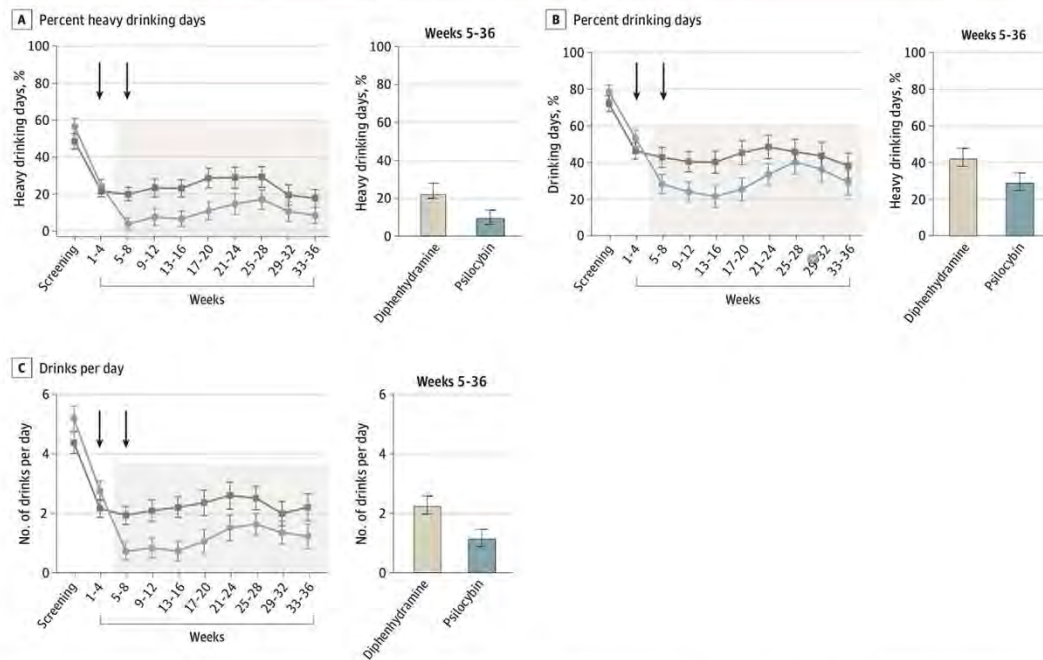 A Percent heavy drinking days
Weeks 5-36
Heavy drinking days, %
100
80
60
40
20
0
Screening
1-4
5-8
9-12
13-16
17-20
21-24
25-28
29-32
33-36
Weeks
Heavy drinking days, %
100
80
60
40
20
0
Diphenhydramine
Psilocybin
B Percent drinking days
Weeks 5-36
Drinking days, %
100
80
60
40
20
0
Screening
1-4
5-8
9-12
13-16
17-20
21-24
25-28
29-32
33-36
Weeks
Heavy drinking days, %
100
80
60
40
20
0
Diphenhydramine
Psilocybin
C Drinks per day
Weeks 5-36
No. of drinks per day
6
4
2
0
Screening
1-4
5-8
9-12
13-16
17-20
21-24
25-28
29-32
33-36
Weeks
No. of drinks per day
6
4
2
0
Diphenhydramine
Psilocybin